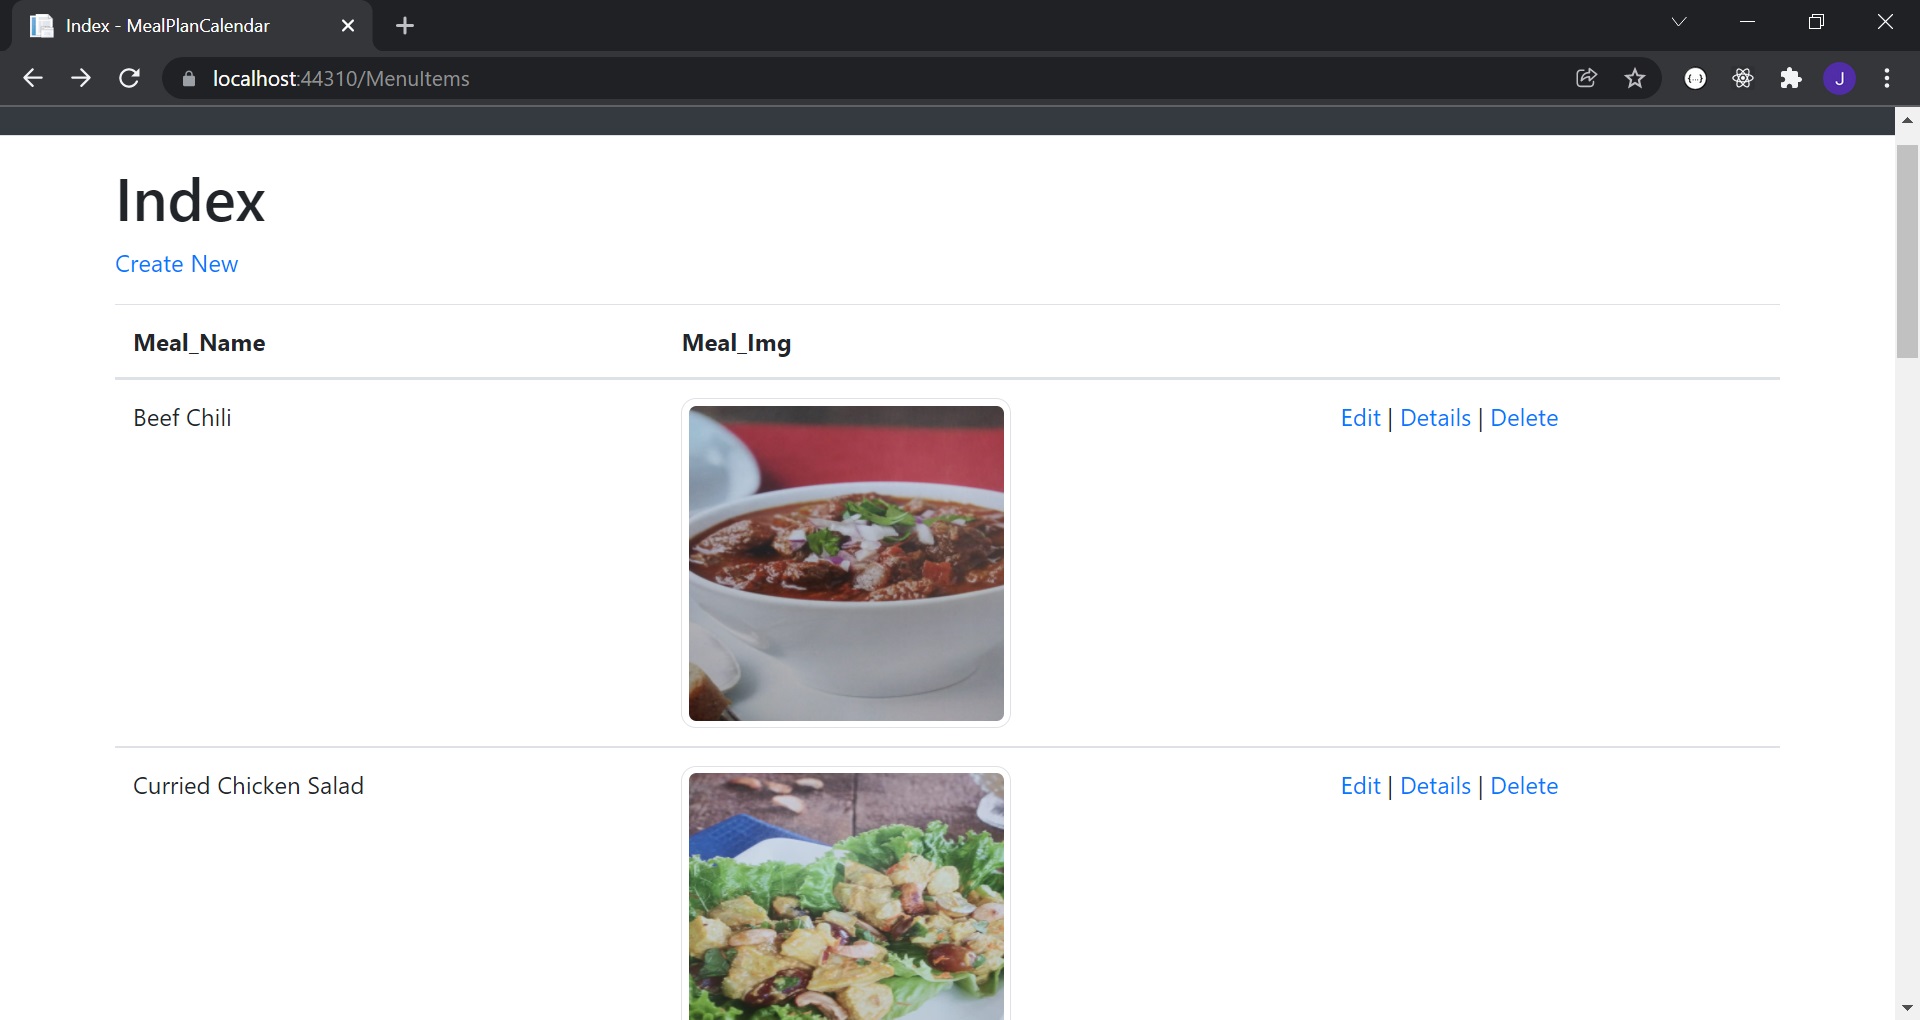 Index - MealPlanCalendar
localhost:44310/MenuItems
J
Index
Create New
Meal_Name Meal_Img
Beef Chili Edit | Details | Delete
Curried Chicken Salad Edit | Details | Delete